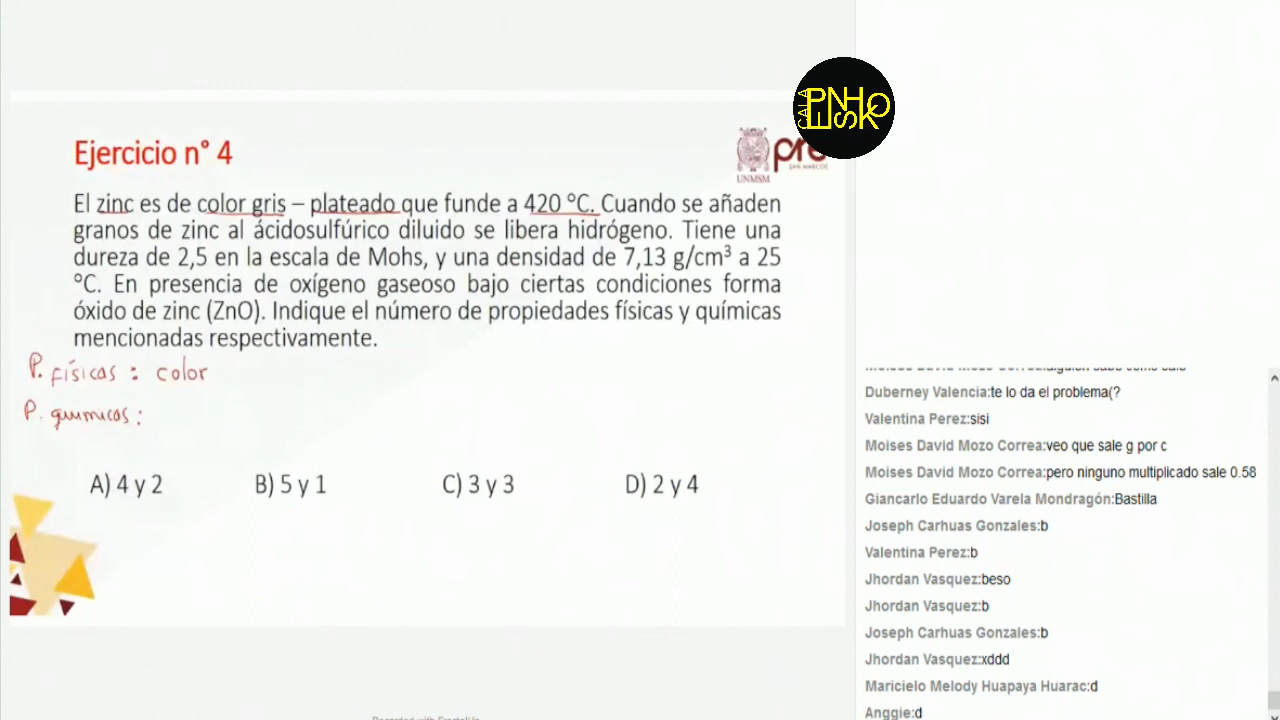 Ejercicio n° 4
CALA
PENHO
ESK
pre
SAN MARCOS
UNMSM
El zinc es de color gris – plateado que funde a 420 °C. Cuando se añaden
granos de zinc al ácidosulfúrico diluido se libera hidrógeno. Tiene una
dureza de 2,5 en la escala de Mohs, y una densidad de 7,13 g/cm³ a 25
°C. En presencia de oxígeno gaseoso bajo ciertas condiciones forma
óxido de zinc (ZnO). Indique el número de propiedades físicas y químicas
mencionadas respectivamente.
P. físicas : color
P. químicas :
A) 4 y 2 B) 5 y 1 C) 3 y 3 D) 2 y 4
Duberney Valencia:te lo da el problema(?
Valentina Perez:sisi
Moises David Mozo Correa:veo que sale g por c
Moises David Mozo Correa:pero ninguno multiplicado sale 0.58
Giancarlo Eduardo Varela Mondragón:Bastilla
Joseph Carhuas Gonzales:b
Valentina Perez:b
Jhordan Vasquez:beso
Jhordan Vasquez:b
Joseph Carhuas Gonzales:b
Jhordan Vasquez:xddd
Maricielo Melody Huapaya Huarac:d
Anggie:d